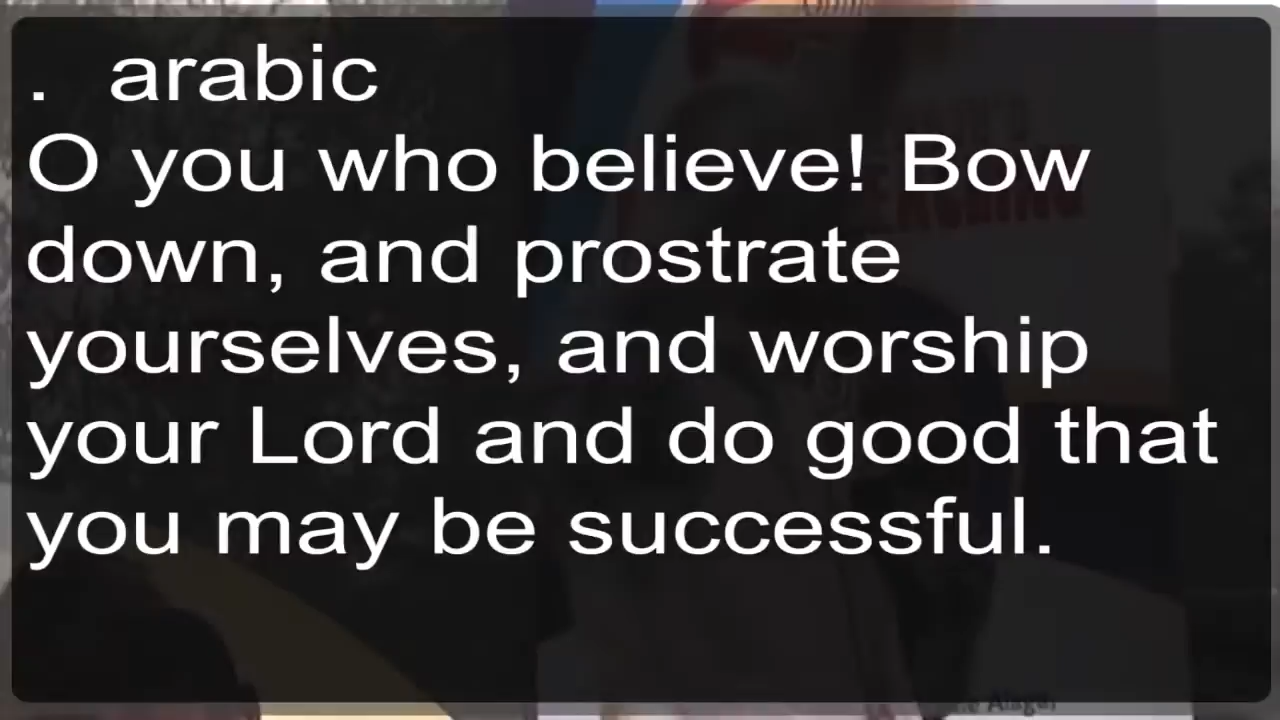 . arabic
O you who believe! Bow
down, and prostrate
yourselves, and worship
your Lord and do good that
you may be successful.